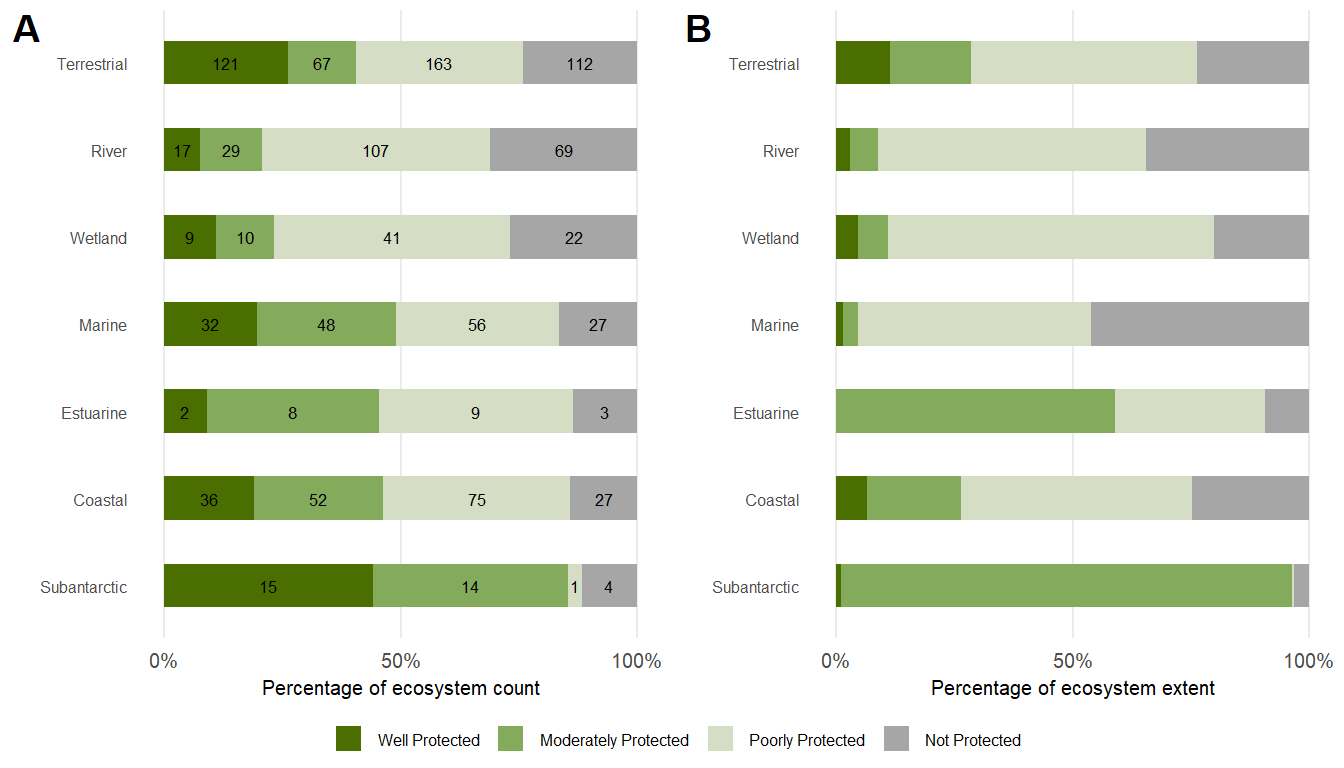 A
Terrestrial 121 67 163 112
River 17 29 107 69
Wetland 9 10 41 22
Marine 32 48 56 27
Estuarine 2 8 9 3
Coastal 36 52 75 27
Subantarctic 15 14 1 4
0% 50% 100%
Percentage of ecosystem count
B
Terrestrial
River
Wetland
Marine
Estuarine
Coastal
Subantarctic
0% 50% 100%
Percentage of ecosystem extent
Well Protected Moderately Protected Poorly Protected Not Protected